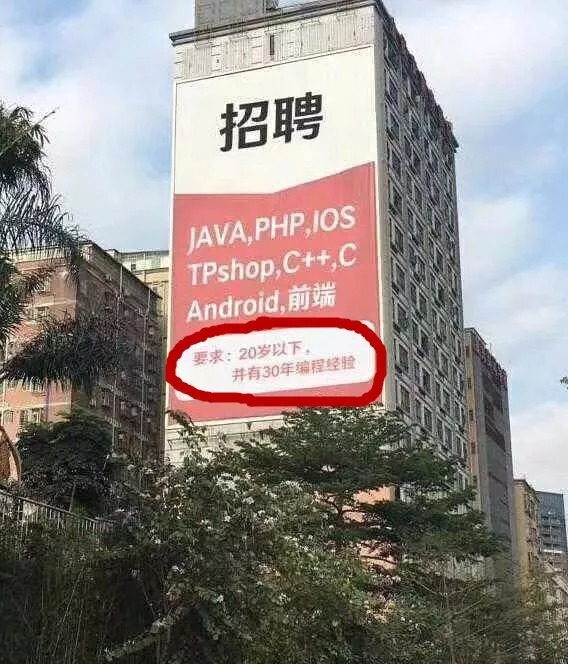 招聘
JAVA,PHP,IOS
TPshop,C++,C
Android,前端
要求：20岁以下，
并有30年编程经验